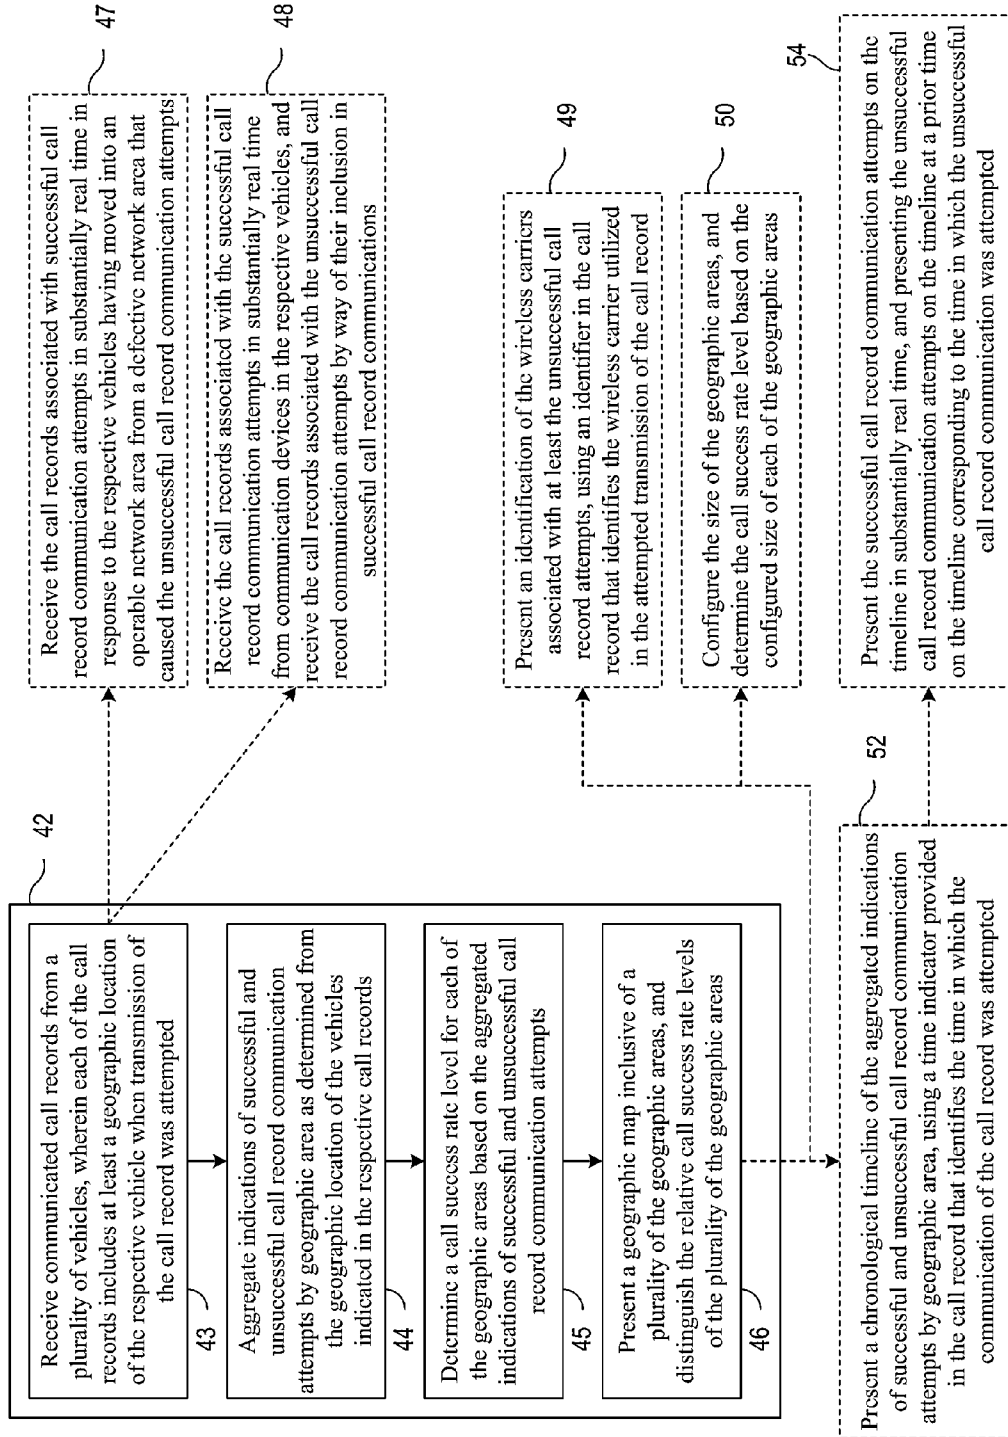 42
Receive communicated call records from a
plurality of vehicles, wherein each of the call
records includes at least a geographic location
of the respective vehicle when transmission of
the call record was attempted
43
Aggregate indications of successful and
unsuccessful call record communication
attempts by geographic area as determined from
the geographic location of the vehicles
indicated in the respective call records
44
Determine a call success rate level for each of
the geographic areas based on the aggregated
indications of successful and unsuccessful call
record communication attempts
45
Present a geographic map inclusive of a
plurality of the geographic areas, and
distinguish the relative call success rate levels
of the plurality of the geographic areas
46
Receive the call records associated with successful call
record communication attempts in substantially real time in
response to the respective vehicles having moved into an
operable network area from a defective network area that
caused the unsuccessful call record communication attempts
47
Receive the call records associated with the successful call
record communication attempts in substantially real time
from communication devices in the respective vehicles, and
receive the call records associated with the unsuccessful call
record communication attempts by way of their inclusion in
successful call record communications
48
Present an identification of the wireless carriers
associated with at least the unsuccessful call
record attempts, using an identifier in the call
record that identifies the wireless carrier utilized
in the attempted transmission of the call record
49
Configure the size of the geographic areas, and
determine the call success rate level based on the
configured size of each of the geographic areas
50
Present a chronological timeline of the aggregated indications
of successful and unsuccessful call record communication
attempts by geographic area, using a time indicator provided
in the call record that identifies the time in which the
communication of the call record was attempted
52
Present the successful call record communication attempts on the
timeline in substantially real time, and presenting the unsuccessful
call record communication attempts on the timeline at a prior time
on the timeline corresponding to the time in which the unsuccessful
call record communication was attempted
54